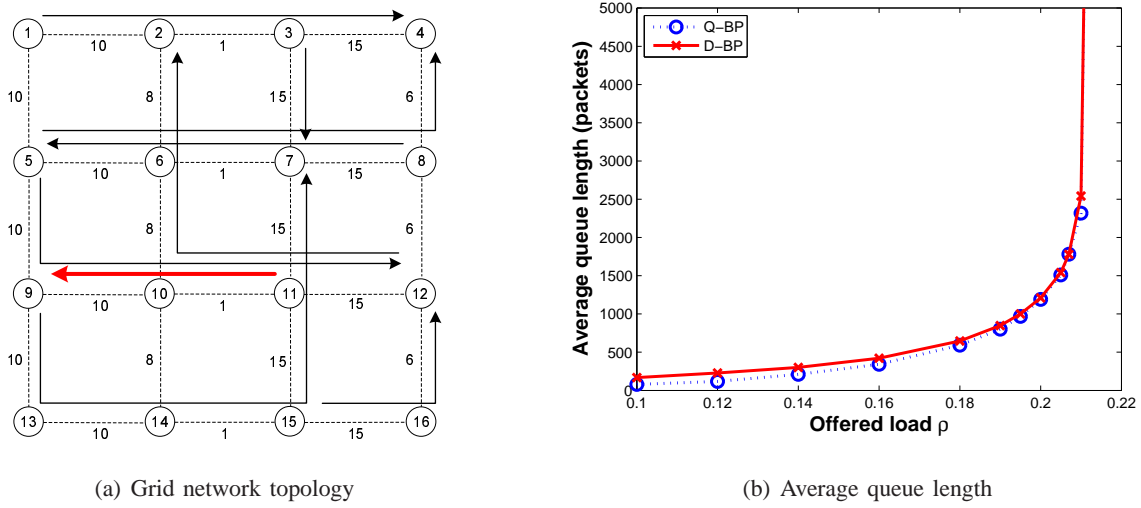 1 2 3 4
10 1 15
10 8 15 6
5 6 7 8
10 1 15
10 8 15 6
9 10 11 12
10 1 15
10 8 15 6
13 14 15 16
10 1 15
(a) Grid network topology
Q−BP
D−BP
Average queue length (packets)
5000
4500
4000
3500
3000
2500
2000
1500
1000
500
0
0.1 0.12 0.14 0.16 0.18 0.2 0.22
Offered load ρ
(b) Average queue length